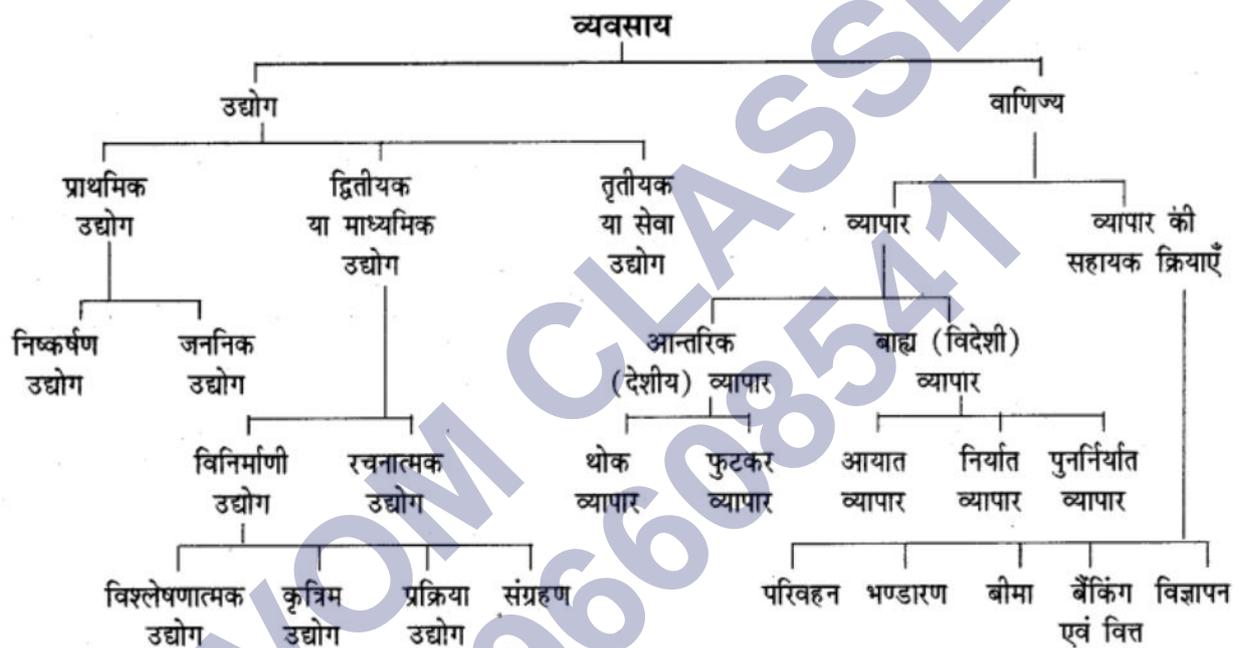 व्यवसाय
उद्योग
वाणिज्य
प्राथमिक
उद्योग
द्वितीयक
या माध्यमिक
उद्योग
तृतीयक
या सेवा
उद्योग
व्यापार
व्यापार की
सहायक क्रियाएँ
निष्कर्षण
उद्योग
जननिक
उद्योग
आन्तरिक
(देशीय) व्यापार
बाह्य (विदेशी)
व्यापार
विनिर्माणी
उद्योग
रचनात्मक
उद्योग
थोक
व्यापार
फुटकर
व्यापार
आयात
व्यापार
निर्यात
व्यापार
पुनर्निर्यात
व्यापार
विश्लेषणात्मक
उद्योग
कृत्रिम
उद्योग
प्रक्रिया
उद्योग
संग्रहण
परिवहन
भण्डारण
बीमा
बैंकिंग
एवं वित्त
विज्ञापन